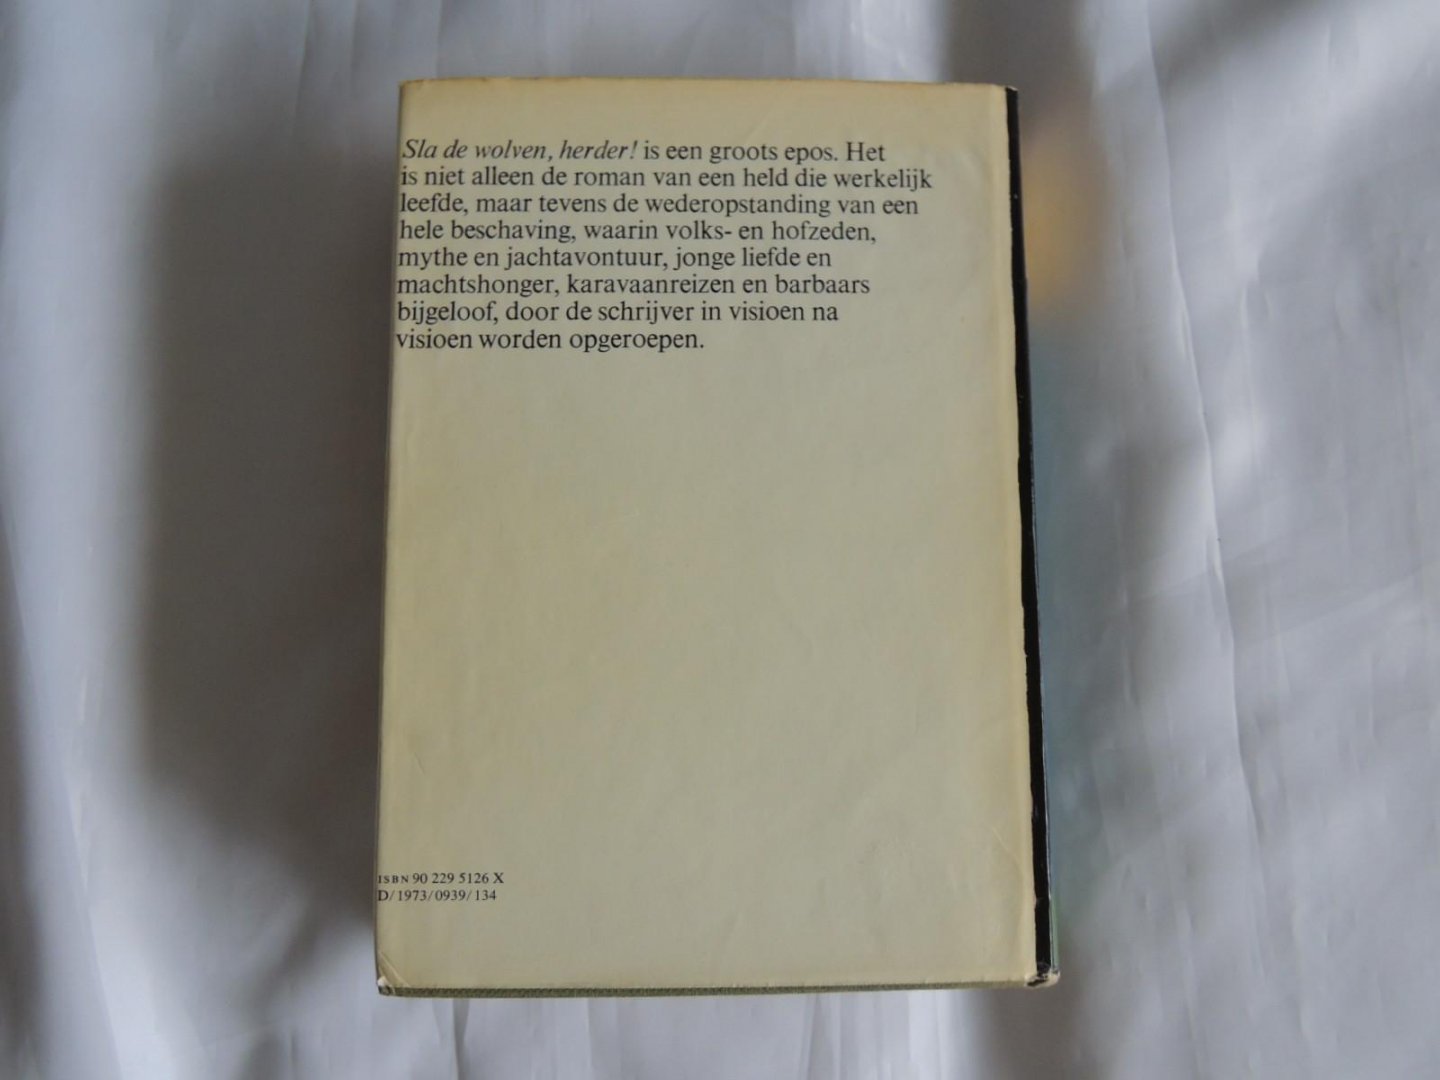 Sla de wolven, herder! is een groots epos. Het
is niet alleen de roman van een held die werkelijk
leefde, maar tevens de wederopstanding van een
hele beschaving, waarin volks- en hofzeden,
mythe en jachtavontuur, jonge liefde en
machtshonger, karavaanreizen en barbaars
bijgeloof, door de schrijver in visioen na
visioen worden opgeroepen.
ISBN 90 229 5126 X
D/1973/0939/134